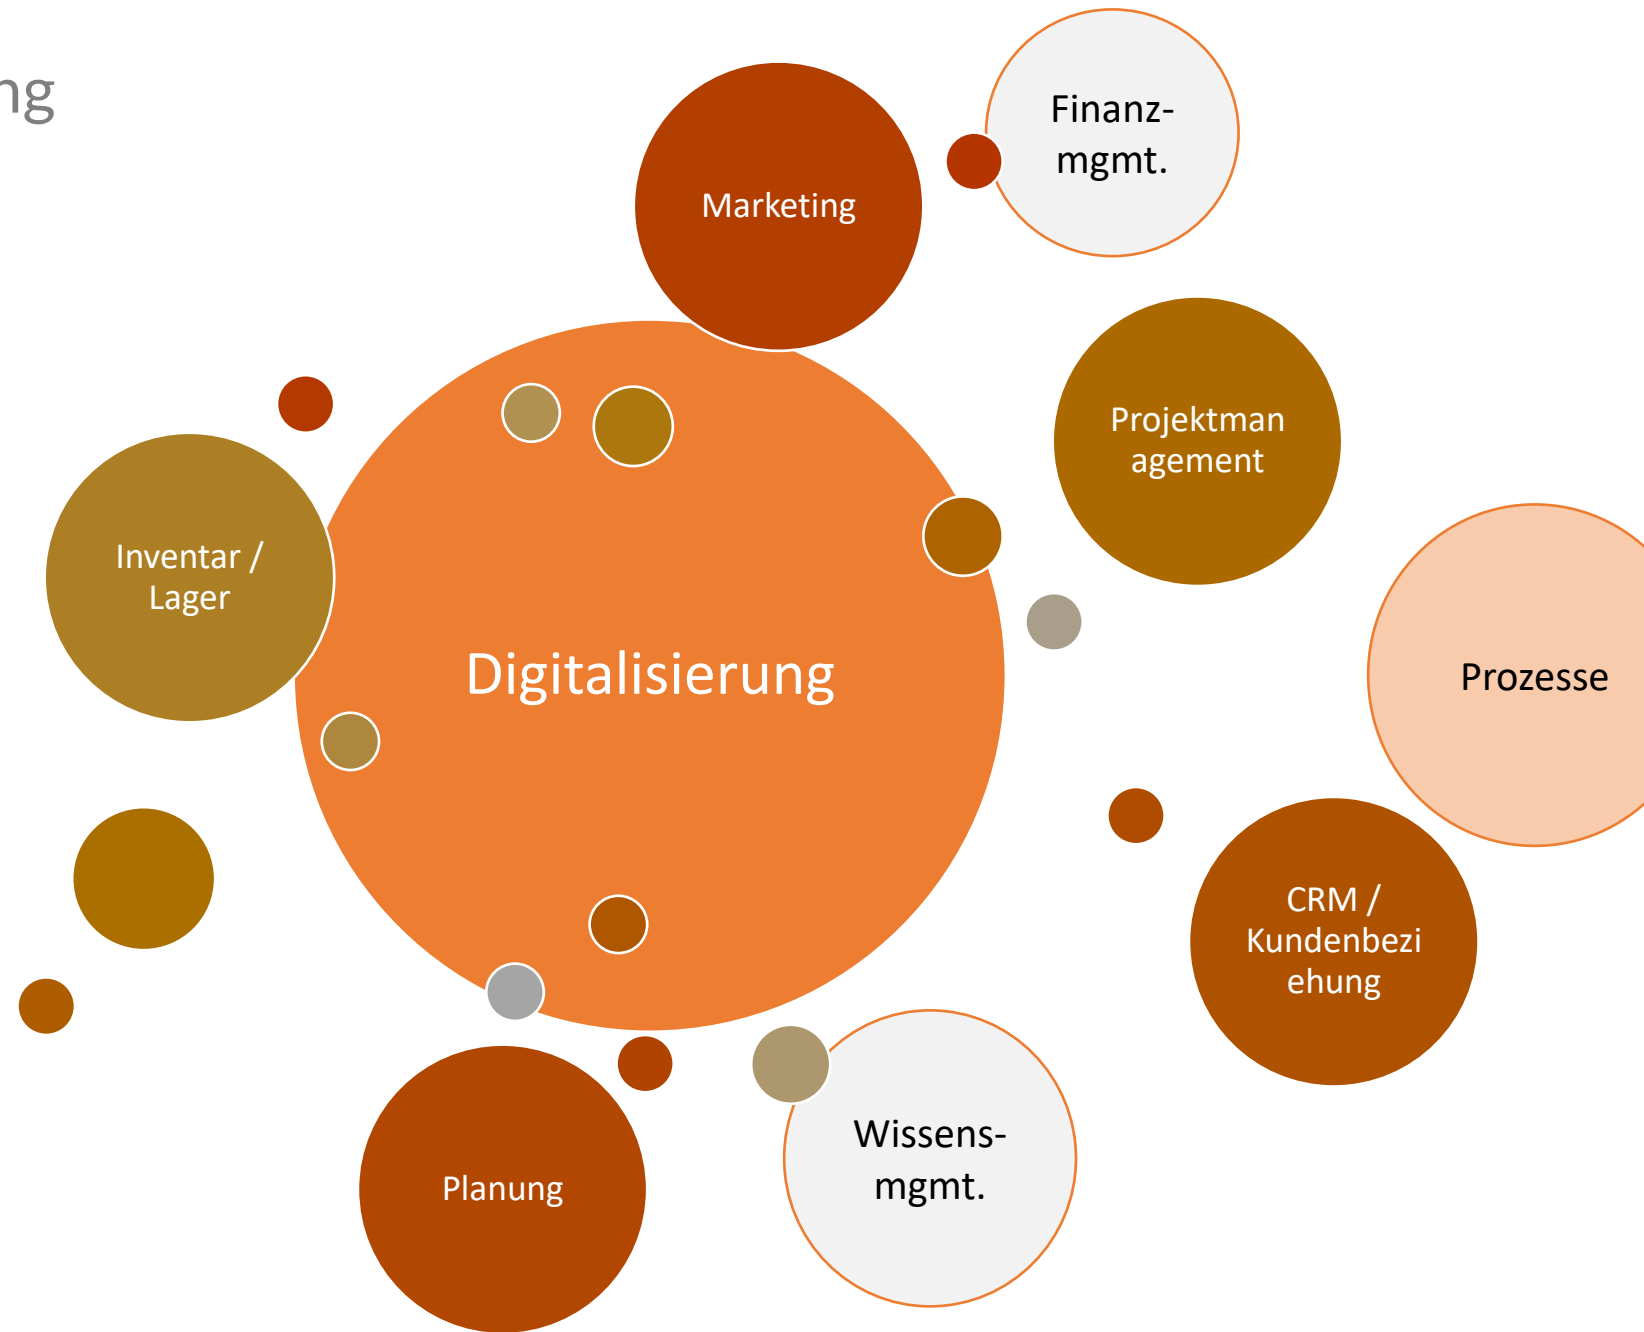 ng
Finanz-
mgmt.
Marketing
Projektman
agement
Inventar /
Lager
Digitalisierung
Prozesse
CRM /
Kundenbezi
ehung
Wissens-
mgmt.
Planung